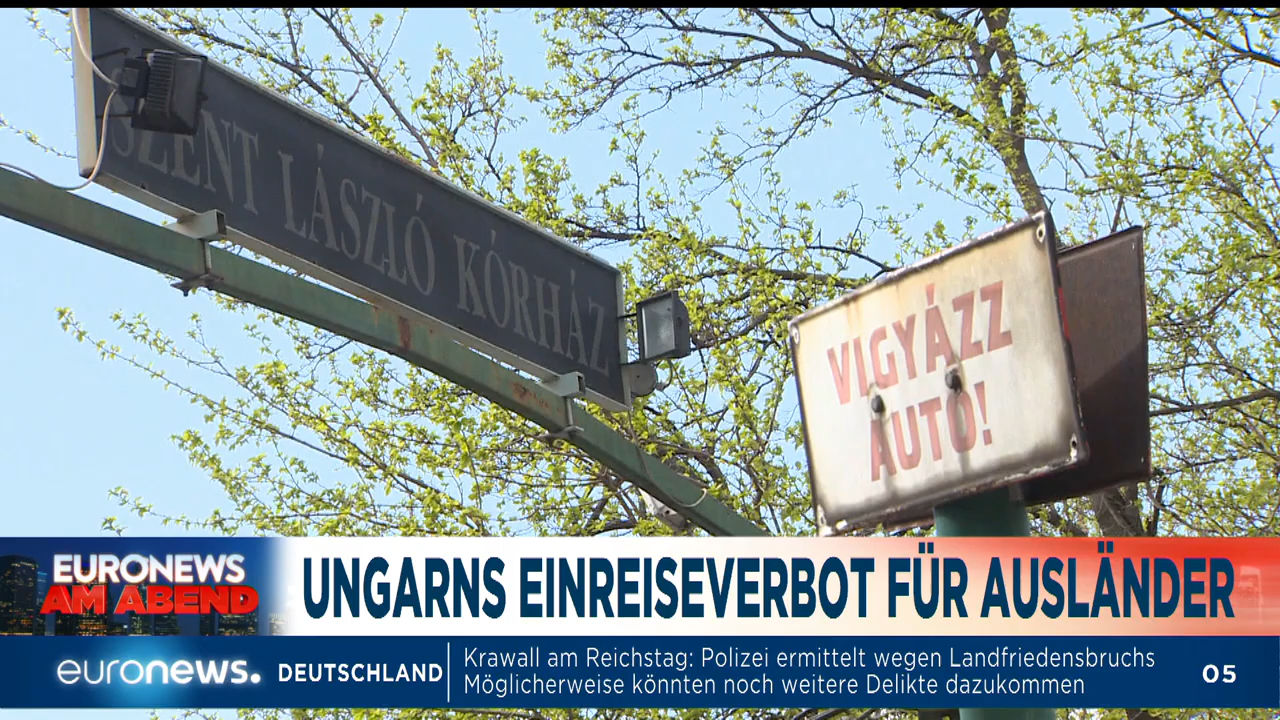 SZENT LÁSZLÓ KÓRHÁZ
VIGYÁZZ
AUTÓ!
EURONEWS
AM ABEND
UNGARNS EINREISEVERBOT FÜR AUSLÄNDER
euronews.
DEUTSCHLAND
Krawall am Reichstag: Polizei ermittelt wegen Landfriedensbruchs
Möglicherweise könnten noch weitere Delikte dazukommen
05